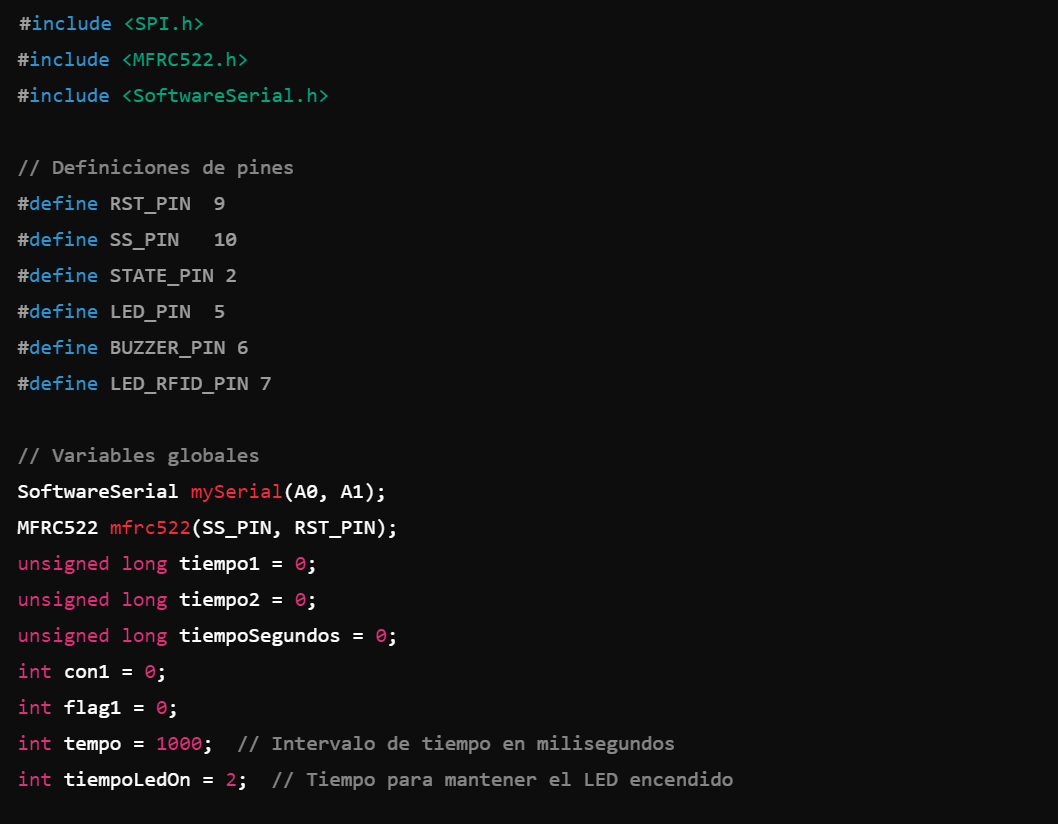 #include <SPI.h>
#include <MFRC522.h>
#include <SoftwareSerial.h>

// Definiciones de pines
#define RST_PIN  9
#define SS_PIN   10
#define STATE_PIN 2
#define LED_PIN  5
#define BUZZER_PIN 6
#define LED_RFID_PIN 7

// Variables globales
SoftwareSerial mySerial(A0, A1);
MFRC522 mfrc522(SS_PIN, RST_PIN);
unsigned long tiempo1 = 0;
unsigned long tiempo2 = 0;
unsigned long tiempoSegundos = 0;
int con1 = 0;
int flag1 = 0;
int tempo = 1000;  // Intervalo de tiempo en milisegundos
int tiempoLedOn = 2;  // Tiempo para mantener el LED encendido